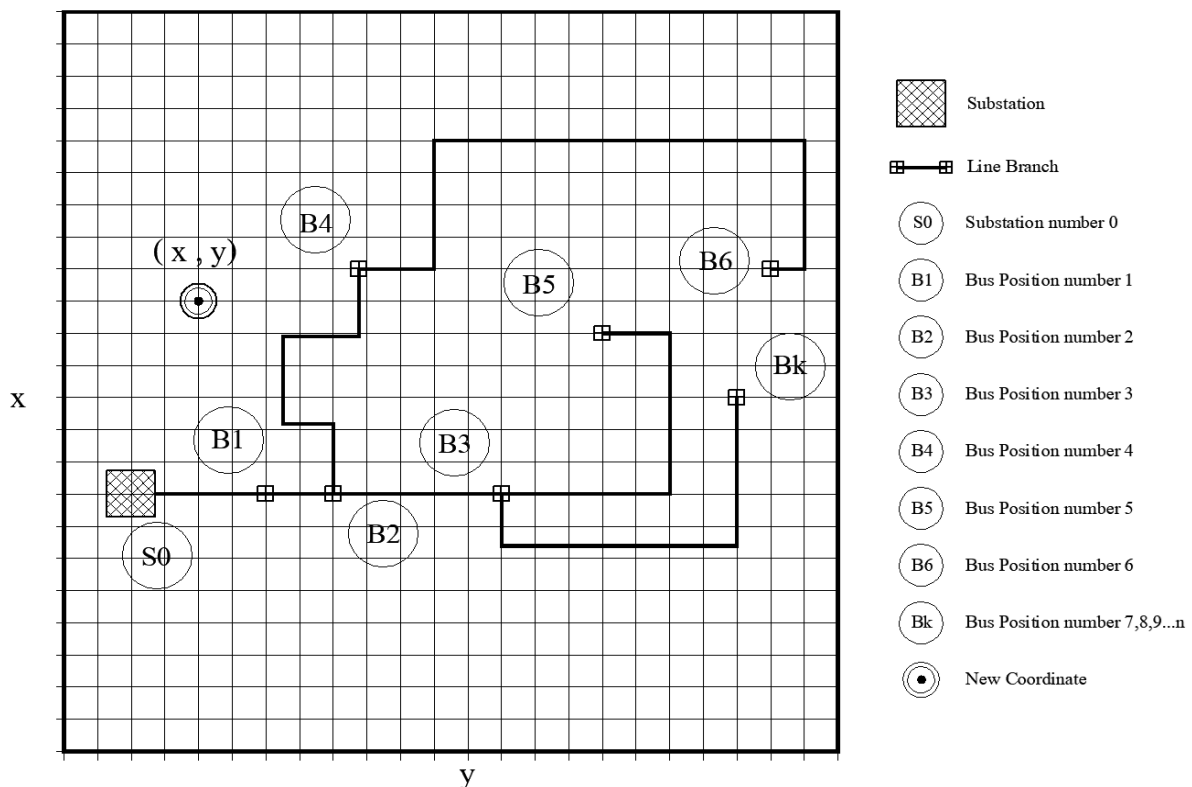 B4
( x , y)
B5
B6
Bk
x
B1
B3
B2
S0
y
Substation
Line Branch
S0 Substation number 0
B1 Bus Position number 1
B2 Bus Position number 2
B3 Bus Position number 3
B4 Bus Position number 4
B5 Bus Position number 5
B6 Bus Position number 6
Bk Bus Position number 7,8,9...n
New Coordinate